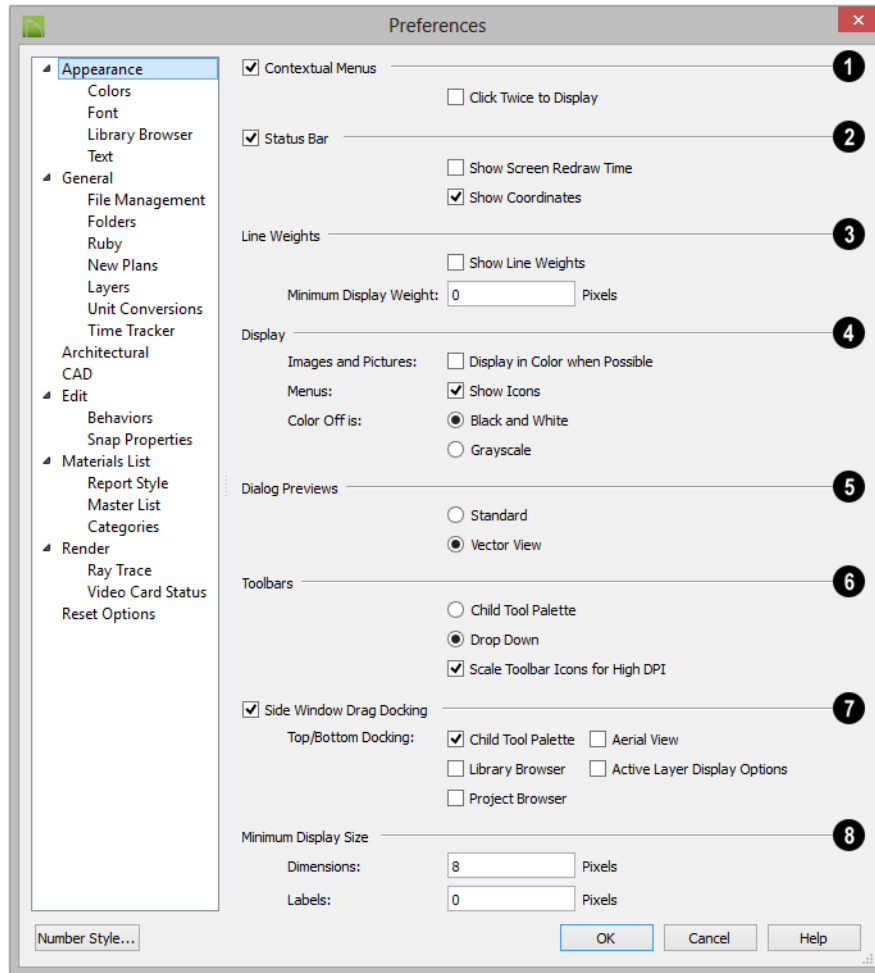 Preferences
Appearance
Colors
Font
Library Browser
Text
General
File Management
Folders
Ruby
New Plans
Layers
Unit Conversions
Time Tracker
Architectural
CAD
Edit
Behaviors
Snap Properties
Materials List
Report Style
Master List
Categories
Render
Ray Trace
Video Card Status
Reset Options
Contextual Menus 1
Click Twice to Display
Status Bar 2
Show Screen Redraw Time
Show Coordinates
Line Weights 3
Show Line Weights
Minimum Display Weight: 0 Pixels
Display 4
Images and Pictures: Display in Color when Possible
Menus: Show Icons
Color Off is: Black and White
Grayscale
Dialog Previews 5
Standard
Vector View
Toolbars 6
Child Tool Palette
Drop Down
Scale Toolbar Icons for High DPI
Side Window Drag Docking 7
Top/Bottom Docking: Child Tool Palette Aerial View
Library Browser Active Layer Display Options
Project Browser
Minimum Display Size 8
Dimensions: 8 Pixels
Labels: 0 Pixels
Number Style... OK Cancel Help